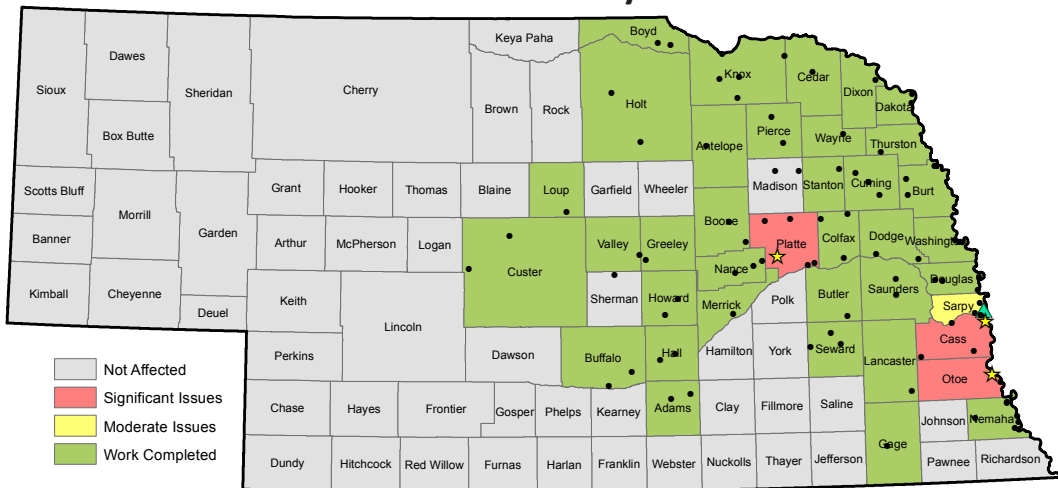 Keya Paha
Boyd
Dawes
Sioux
Sheridan
Cherry
Brown
Rock
Holt
Knox
Cedar
Dixon
Dakota
Box Butte
Antelope
Pierce
Wayne
Thurston
Scotts Bluff
Morrill
Grant
Hooker
Thomas
Blaine
Loup
Garfield
Wheeler
Madison
Stanton
Cuming
Burt
Banner
Garden
Arthur
McPherson
Logan
Custer
Valley
Greeley
Boone
Platte
Colfax
Dodge
Washington
Kimball
Cheyenne
Deuel
Keith
Lincoln
Sherman
Howard
Nance
Merrick
Polk
Butler
Saunders
Douglas
Sarpy
Perkins
Dawson
Buffalo
Hall
Hamilton
York
Seward
Lancaster
Cass
Otoe
Chase
Hayes
Frontier
Gosper
Phelps
Kearney
Adams
Clay
Fillmore
Saline
Johnson
Nemaha
Dundy
Hitchcock
Red Willow
Furnas
Harlan
Franklin
Webster
Nuckolls
Thayer
Jefferson
Gage
Pawnee
Richardson
Not Affected
Significant Issues
Moderate Issues
Work Completed